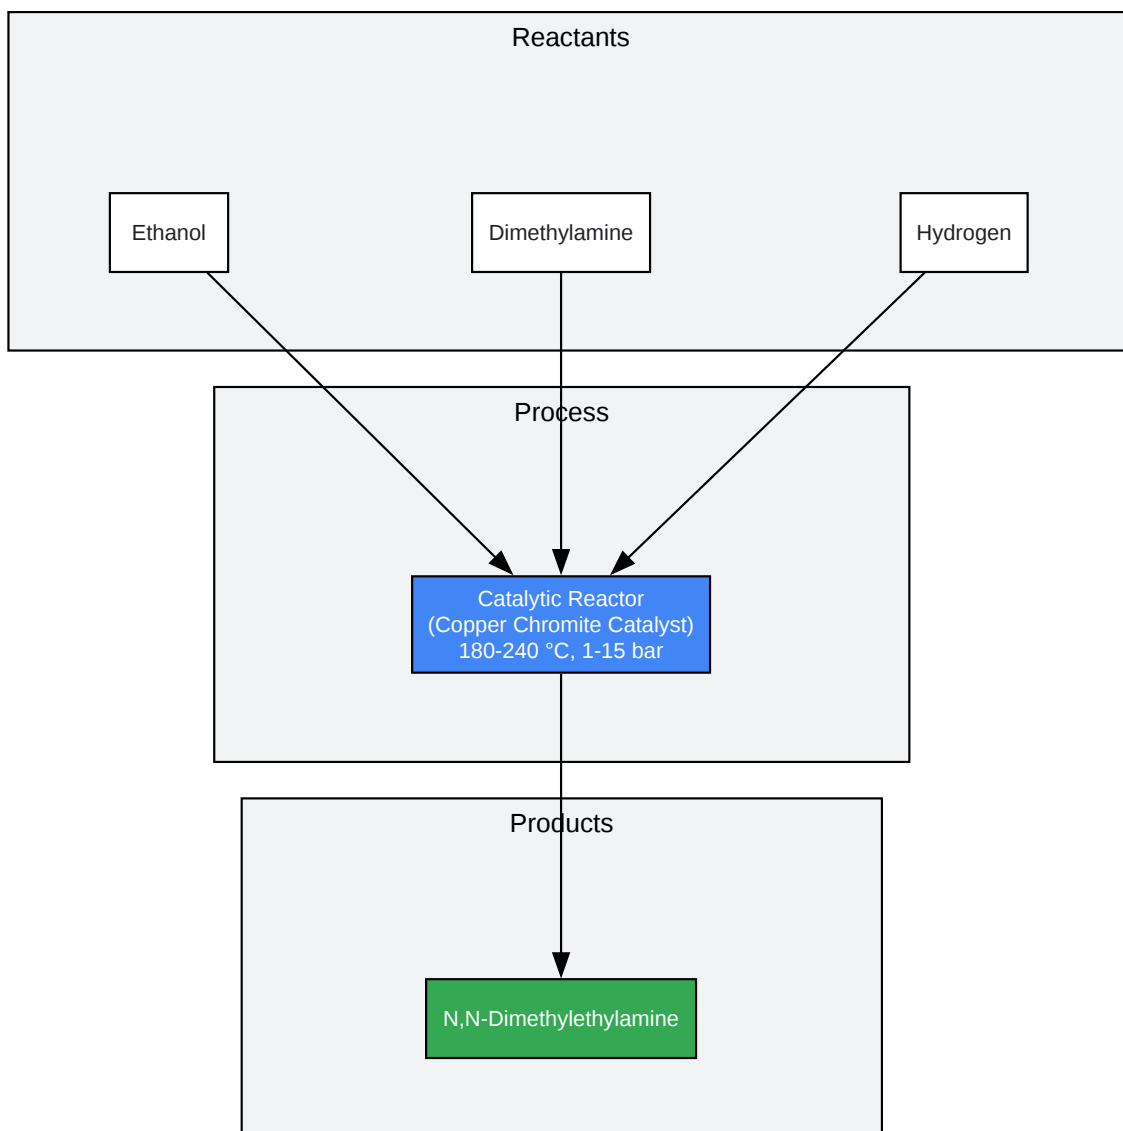 Reactants
Ethanol
Dimethylamine
Hydrogen
Process
Catalytic Reactor
(Copper Chromite Catalyst)
180-240 °C, 1-15 bar
Products
N,N-Dimethylethylamine